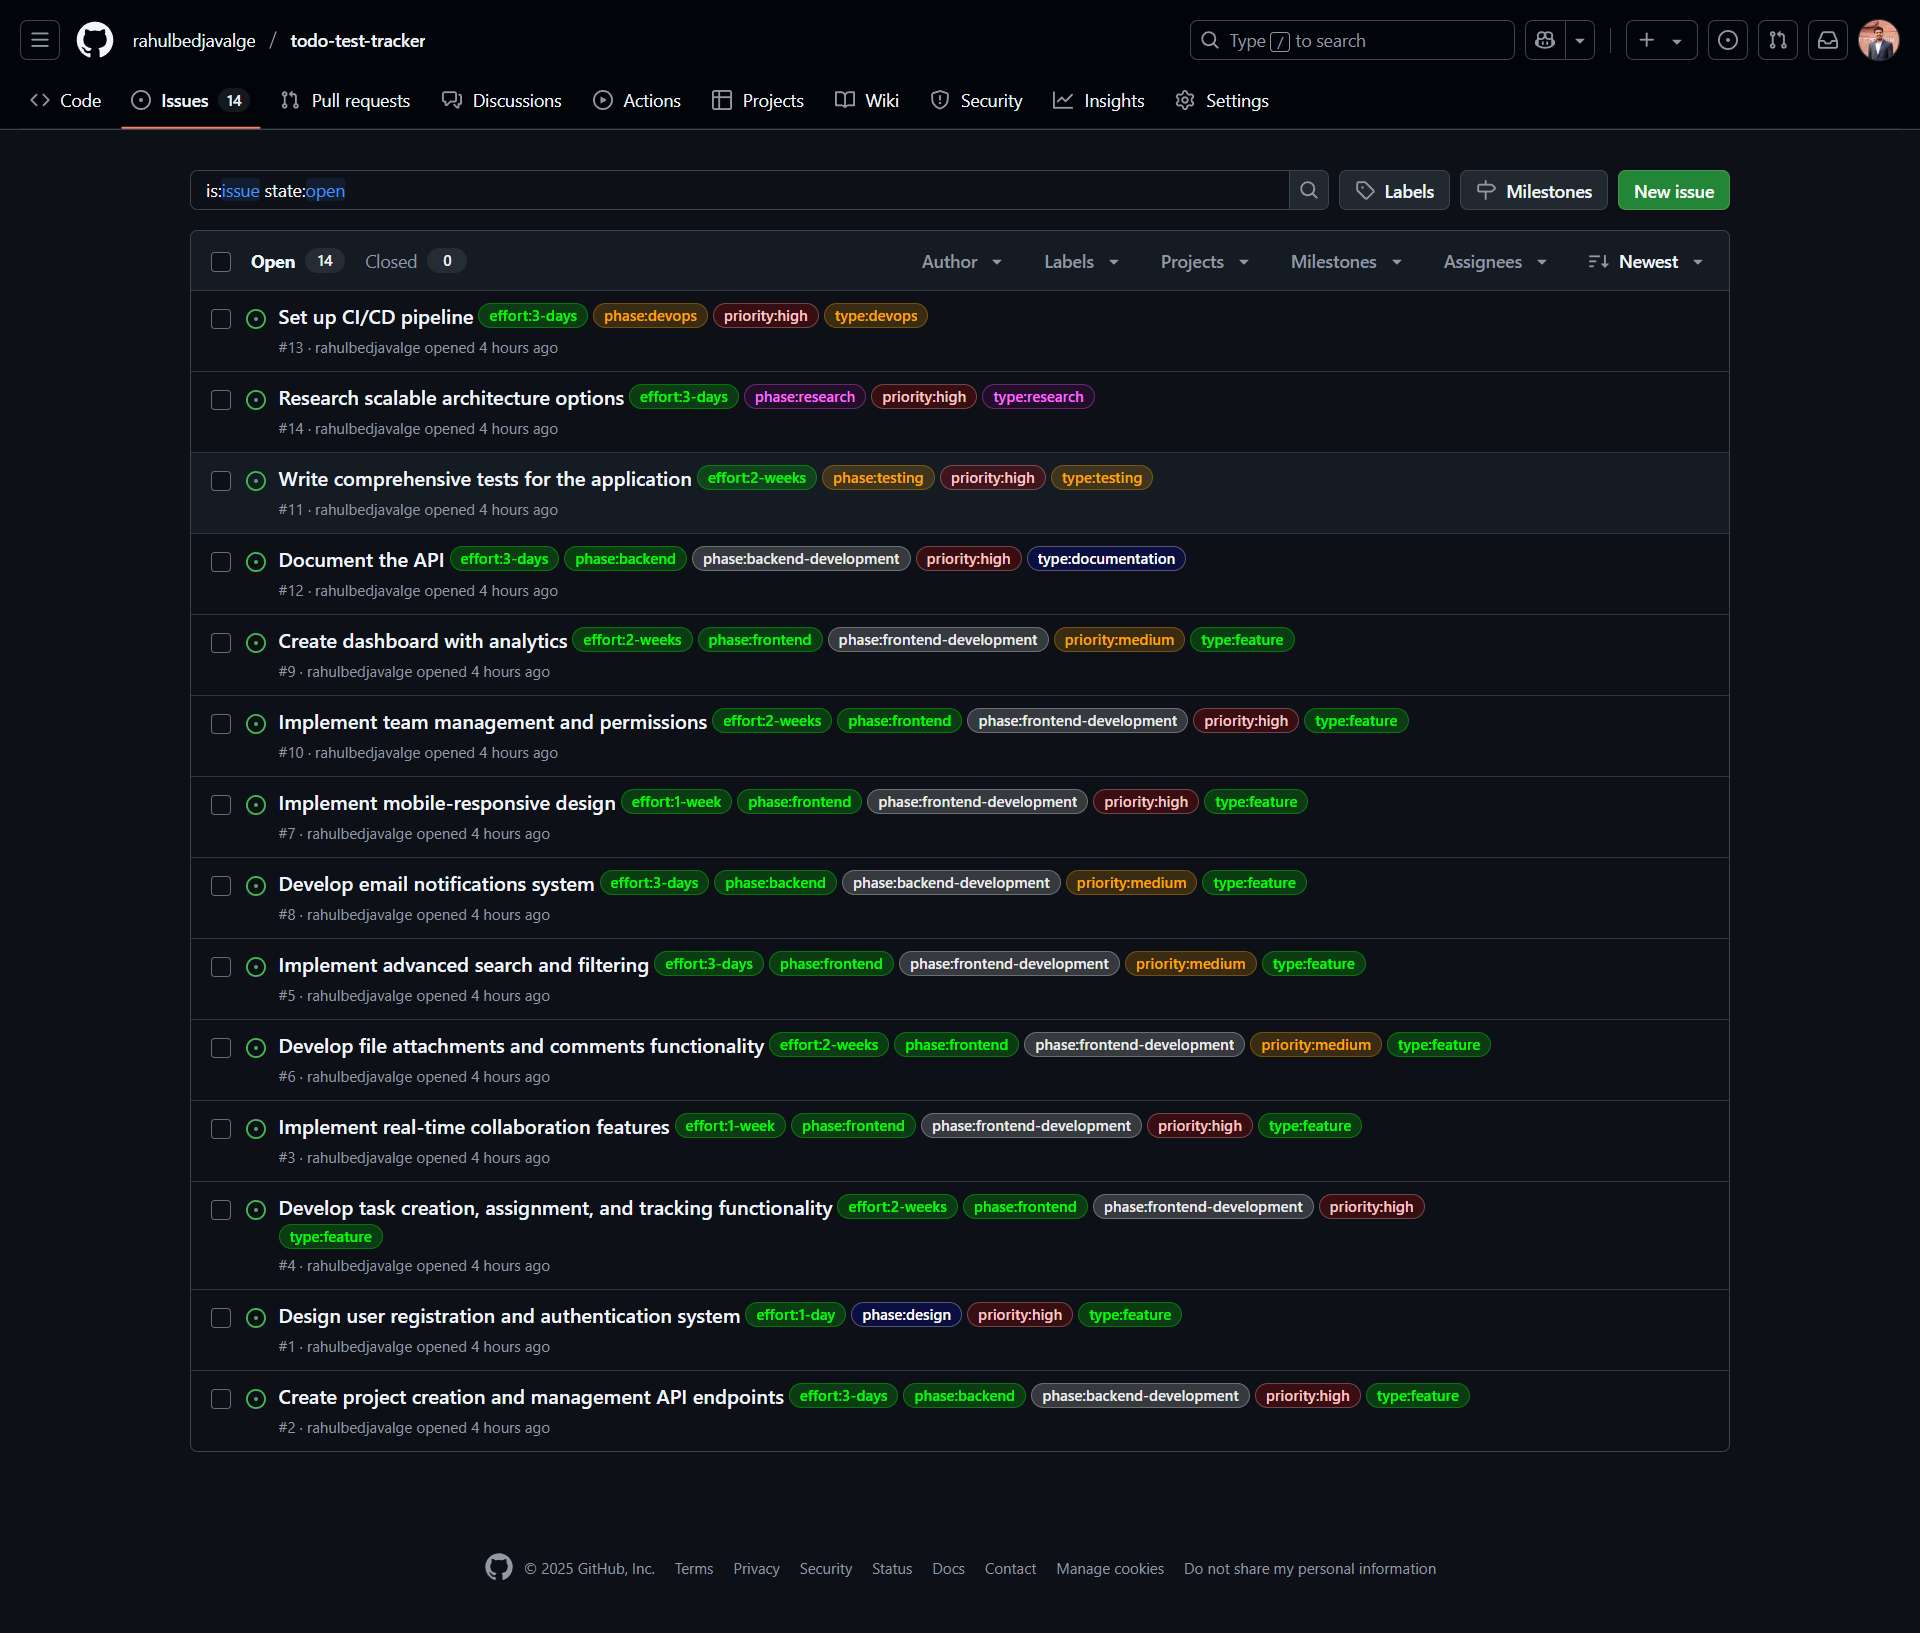 rahulbedjavalge / todo-test-tracker
Type / to search
Code
Issues 14
Pull requests
Discussions
Actions
Projects
Wiki
Security
Insights
Settings
is:issue state:open
Labels
Milestones
New issue
Open 14 Closed 0
Author Labels Projects Milestones Assignees Newest
Set up CI/CD pipeline effort:3-days phase:devops priority:high type:devops
#13 · rahulbedjavalge opened 4 hours ago
Research scalable architecture options effort:3-days phase:research priority:high type:research
#14 · rahulbedjavalge opened 4 hours ago
Write comprehensive tests for the application effort:2-weeks phase:testing priority:high type:testing
#11 · rahulbedjavalge opened 4 hours ago
Document the API effort:3-days phase:backend phase:backend-development priority:high type:documentation
#12 · rahulbedjavalge opened 4 hours ago
Create dashboard with analytics effort:2-weeks phase:frontend phase:frontend-development priority:medium type:feature
#9 · rahulbedjavalge opened 4 hours ago
Implement team management and permissions effort:2-weeks phase:frontend phase:frontend-development priority:high type:feature
#10 · rahulbedjavalge opened 4 hours ago
Implement mobile-responsive design effort:1-week phase:frontend phase:frontend-development priority:high type:feature
#7 · rahulbedjavalge opened 4 hours ago
Develop email notifications system effort:3-days phase:backend phase:backend-development priority:medium type:feature
#8 · rahulbedjavalge opened 4 hours ago
Implement advanced search and filtering effort:3-days phase:frontend phase:frontend-development priority:medium type:feature
#5 · rahulbedjavalge opened 4 hours ago
Develop file attachments and comments functionality effort:2-weeks phase:frontend phase:frontend-development priority:medium type:feature
#6 · rahulbedjavalge opened 4 hours ago
Implement real-time collaboration features effort:1-week phase:frontend phase:frontend-development priority:high type:feature
#3 · rahulbedjavalge opened 4 hours ago
Develop task creation, assignment, and tracking functionality effort:2-weeks phase:frontend phase:frontend-development priority:high
type:feature
#4 · rahulbedjavalge opened 4 hours ago
Design user registration and authentication system effort:1-day phase:design priority:high type:feature
#1 · rahulbedjavalge opened 4 hours ago
Create project creation and management API endpoints effort:3-days phase:backend phase:backend-development priority:high type:feature
#2 · rahulbedjavalge opened 4 hours ago
© 2025 GitHub, Inc. Terms Privacy Security Status Docs Contact Manage cookies Do not share my personal information